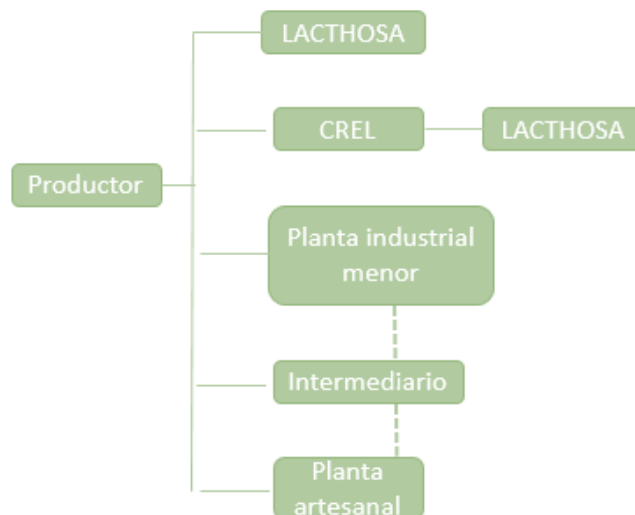 LACTHOSA
CREL
LACTHOSA
Productor
Planta industrial
menor
Intermediario
Planta
artesanal